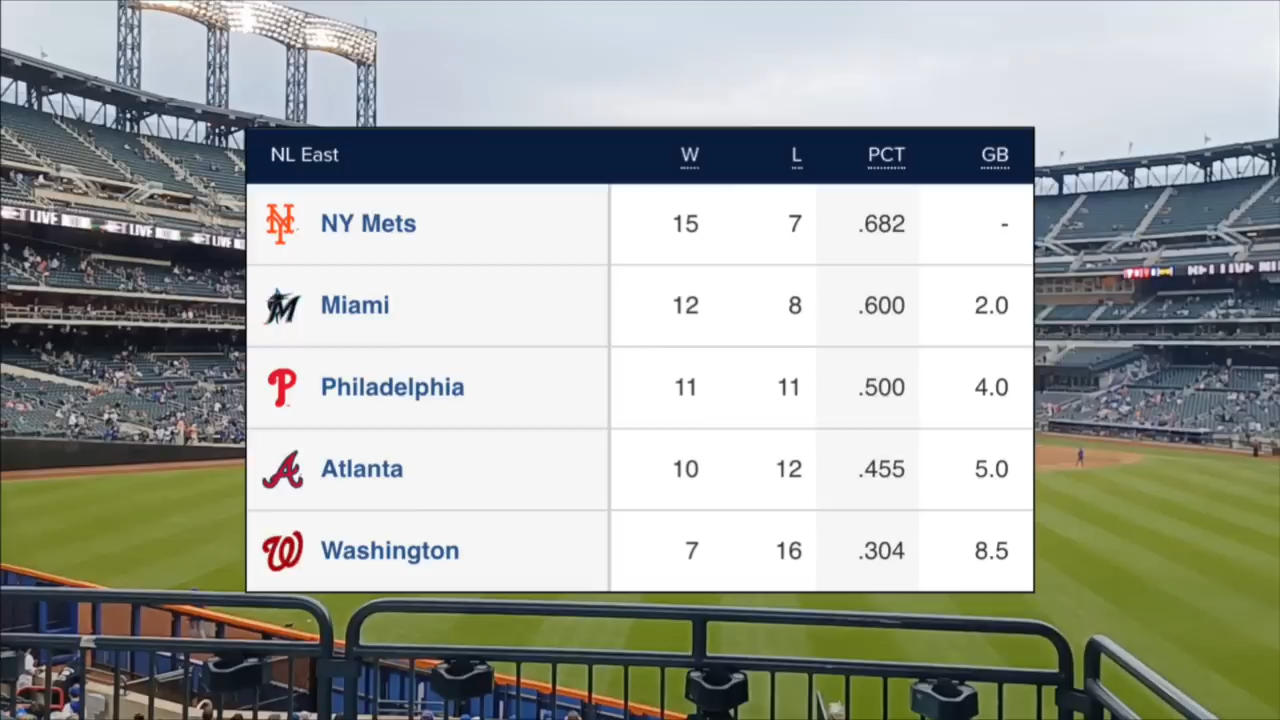 NL East W L PCT GB
NY Mets 15 7 .682 -
Miami 12 8 .600 2.0
Philadelphia 11 11 .500 4.0
Atlanta 10 12 .455 5.0
Washington 7 16 .304 8.5